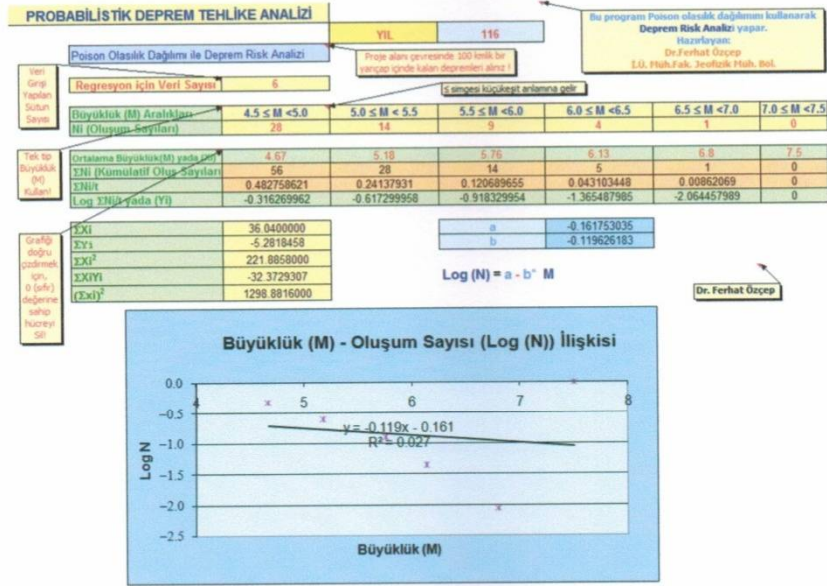 PROBABİLİSTİK DEPREM TEHLİKE ANALİZİ
YIL 116
Bu program Poison olasılık dağılımını kullanarak
Deprem Risk Analizi yapar.
Hazırlayan:
Dr.Ferhat Özçep
İ.Ü. Müh.Fak. Jeofizik Müh. Böl.
Poison Olasılık Dağılımı ile Deprem Risk Analizi
Proje alanı çevresinde 100 kmlik bir
yarıçap içinde kalan depremleri alınız !
Veri
Girişi
Yapılan
Sütun
Sayısı
Regresyon için Veri Sayısı 6
≤ simgesi küçükeşit anlamına gelir
Büyüklük (M) Aralıkları 4.5 ≤ M <5.0 5.0 ≤ M < 5.5 5.5 ≤ M <6.0 6.0 ≤ M <6.5 6.5 ≤ M <7.0 7.0 ≤ M <7.5
Ni (Oluşum Sayıları) 28 14 9 4 1 0
Tek tip
Büyüklük
(M)
Kullan!
Ortalama Büyüklük(M) yada 4.67 5.18 5.76 6.13 6.8 7.5
ΣNi (Kümülatif Oluş Sayıları 56 28 14 5 1 0
ΣNi/t 0.482758621 0.24137931 0.120689655 0.043103448 0.00862069 0
Log ΣNi/t yada (Yi) -0.316269962 -0.617299958 -0.918329954 -1.365487985 -2.064457989 0
Grafiği
doğru
çizdirmek
için,
0 (sıfır)
değerine
sahip
hücreyi
Sil!
ΣXi 36.0400000
ΣYi -5.2818458
ΣXi² 221.8858000
ΣXiYi -32.3729307
(Σxi)² 1298.8816000
a -0.161753035
b -0.119626183
Log (N) = a - b* M
Dr. Ferhat Özçep
Büyüklük (M) - Oluşum Sayısı (Log (N)) İlişkisi
0.0
4 5 6 7 8
−0.5
y = -0.119x - 0.161
R² = 0.027
−1.0
−1.5
−2.0
−2.5
Log N
Büyüklük (M)